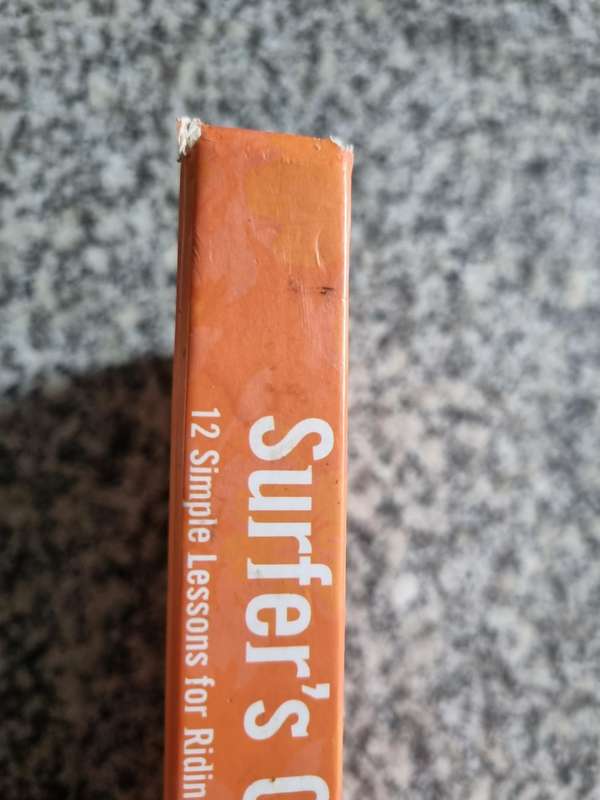 Surfer's
12 Simple Lessons for Ridin